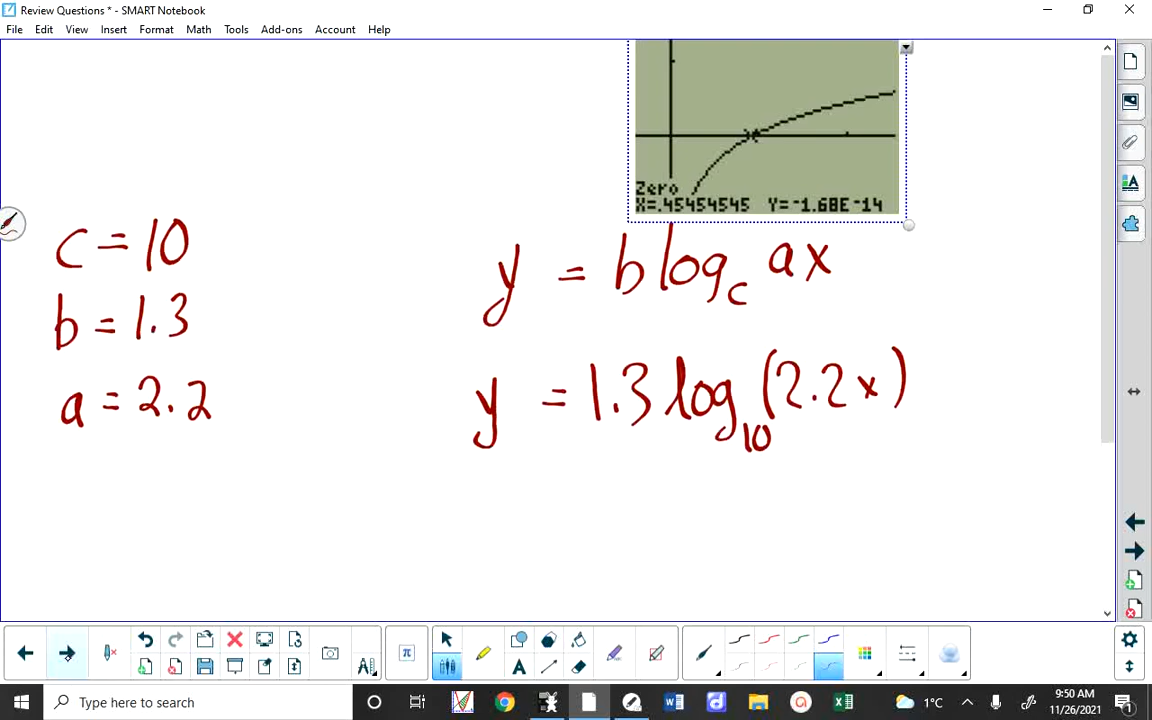 Review Questions * - SMART Notebook
File Edit View Insert Format Math Tools Add-ons Account Help
Zero
X=.45454545 Y=-1.68E-14
c = 10
b = 1.3
a = 2.2
y = b log_c ax
y = 1.3 log_10 (2.2x)
Type here to search
1°C
9:50 AM
11/26/2021